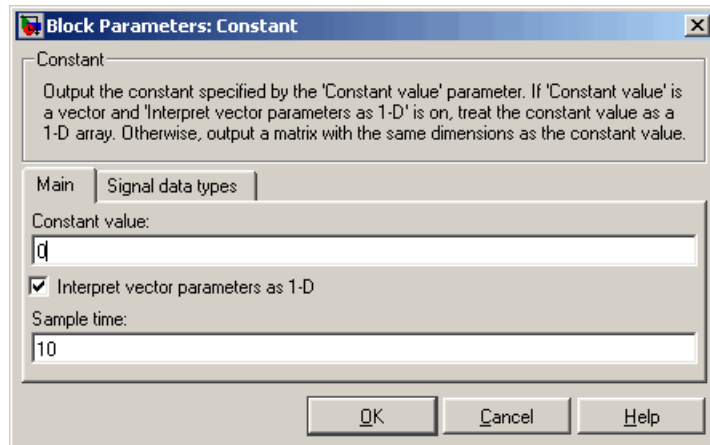 Block Parameters: Constant
Constant
Output the constant specified by the 'Constant value' parameter. If 'Constant value' is
a vector and 'Interpret vector parameters as 1-D' is on, treat the constant value as a
1-D array. Otherwise, output a matrix with the same dimensions as the constant value.
Main Signal data types
Constant value:
0
Interpret vector parameters as 1-D
Sample time:
10
OK Cancel Help